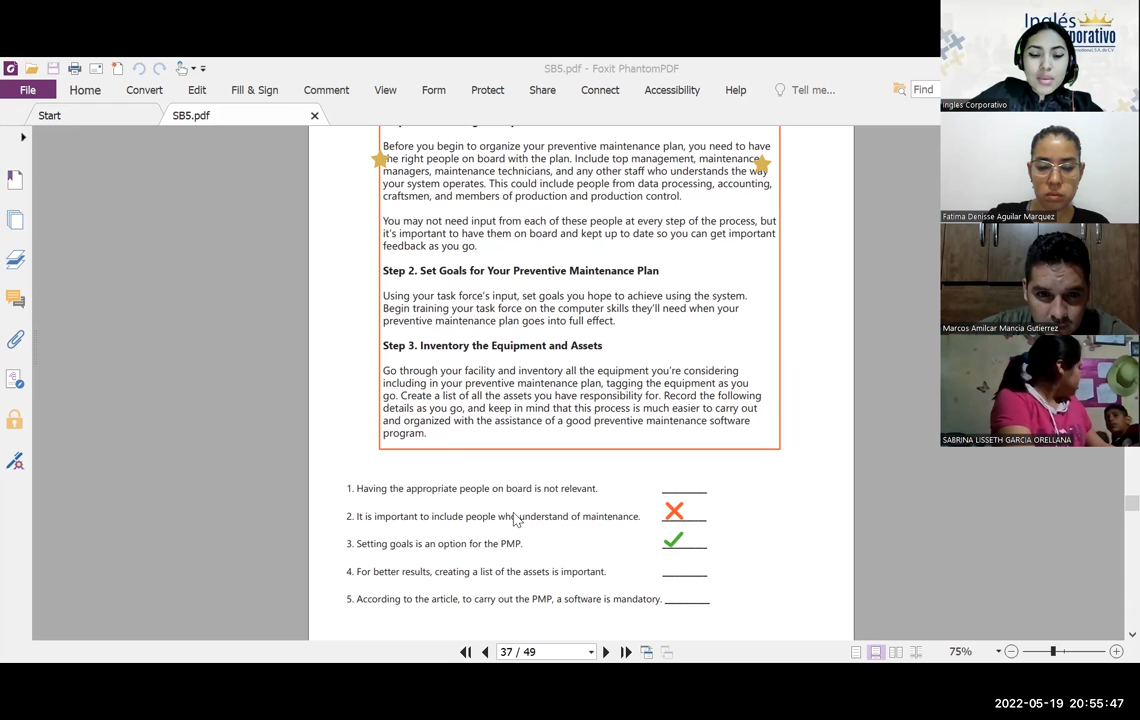 Inglés
orporativo
Ingles Corporativo
SB5.pdf - Foxit PhantomPDF
File Home Convert Edit Fill & Sign Comment View Form Protect Share Connect Accessibility Help Tell me... Find
Start SB5.pdf
Before you begin to organize your preventive maintenance plan, you need to have
the right people on board with the plan. Include top management, maintenance
managers, maintenance technicians, and any other staff who understands the way
your system operates. This could include people from data processing, accounting,
craftsmen, and members of production and production control.
You may not need input from each of these people at every step of the process, but
it's important to have them on board and kept up to date so you can get important
feedback as you go.
Step 2. Set Goals for Your Preventive Maintenance Plan
Using your task force's input, set goals you hope to achieve using the system.
Begin training your task force on the computer skills they'll need when your
preventive maintenance plan goes into full effect.
Step 3. Inventory the Equipment and Assets
Go through your facility and inventory all the equipment you're considering
including in your preventive maintenance plan, tagging the equipment as you
go. Create a list of all the assets you have responsibility for. Record the following
details as you go, and keep in mind that this process is much easier to carry out
and organized with the assistance of a good preventive maintenance software
program.
1. Having the appropriate people on board is not relevant.
2. It is important to include people who understand of maintenance.
3. Setting goals is an option for the PMP.
4. For better results, creating a list of the assets is important.
5. According to the article, to carry out the PMP, a software is mandatory.
37 / 49
75%
Fatima Denisse Aguilar Marquez
Marcos Amilcar Mancia Gutierrez
SABRINA LISSETH GARCIA ORELLANA
2022-05-19 20:55:47